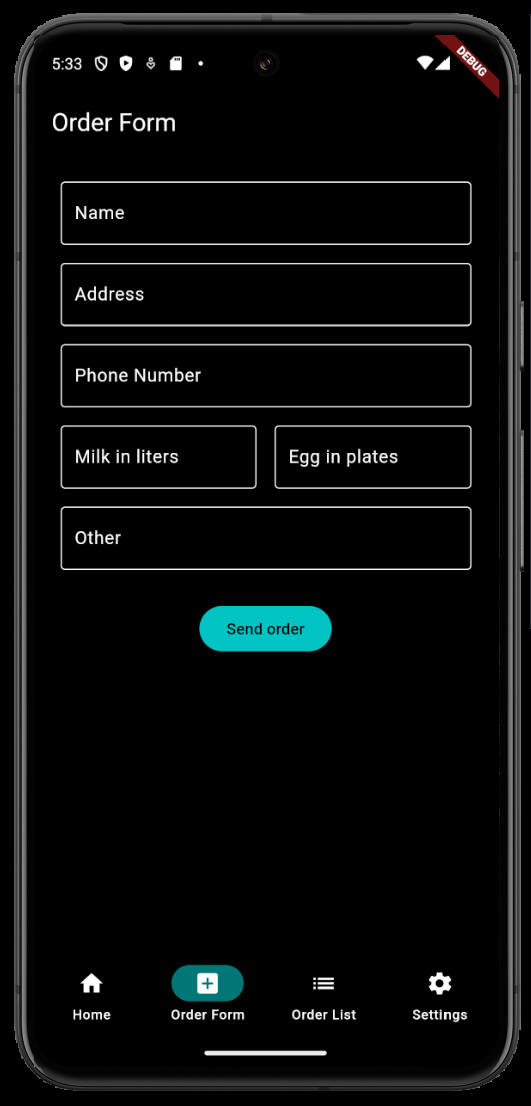 5:33
DEBUG
Order Form
Name
Address
Phone Number
Milk in liters
Egg in plates
Other
Send order
Home
Order Form
Order List
Settings